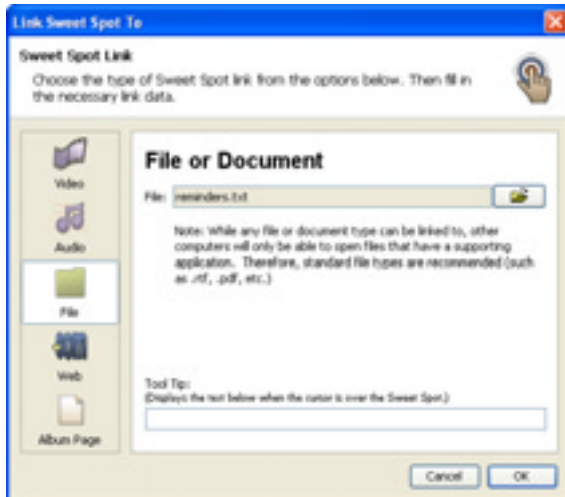 Link Sweet Spot To
Sweet Spot Link
Choose the type of Sweet Spot link from the options below. Then fill in
the necessary link data.
Video
Audio
File
Web
Album Page
File or Document
File: reminders.txt
Note: While any file or document type can be linked to, other
computers will only be able to open files that have a supporting
application. Therefore, standard file types are recommended (such
as .rtf, .pdf, etc.)
Tool Tip:
(Displays the text below when the cursor is over the Sweet Spot.)
Cancel
OK